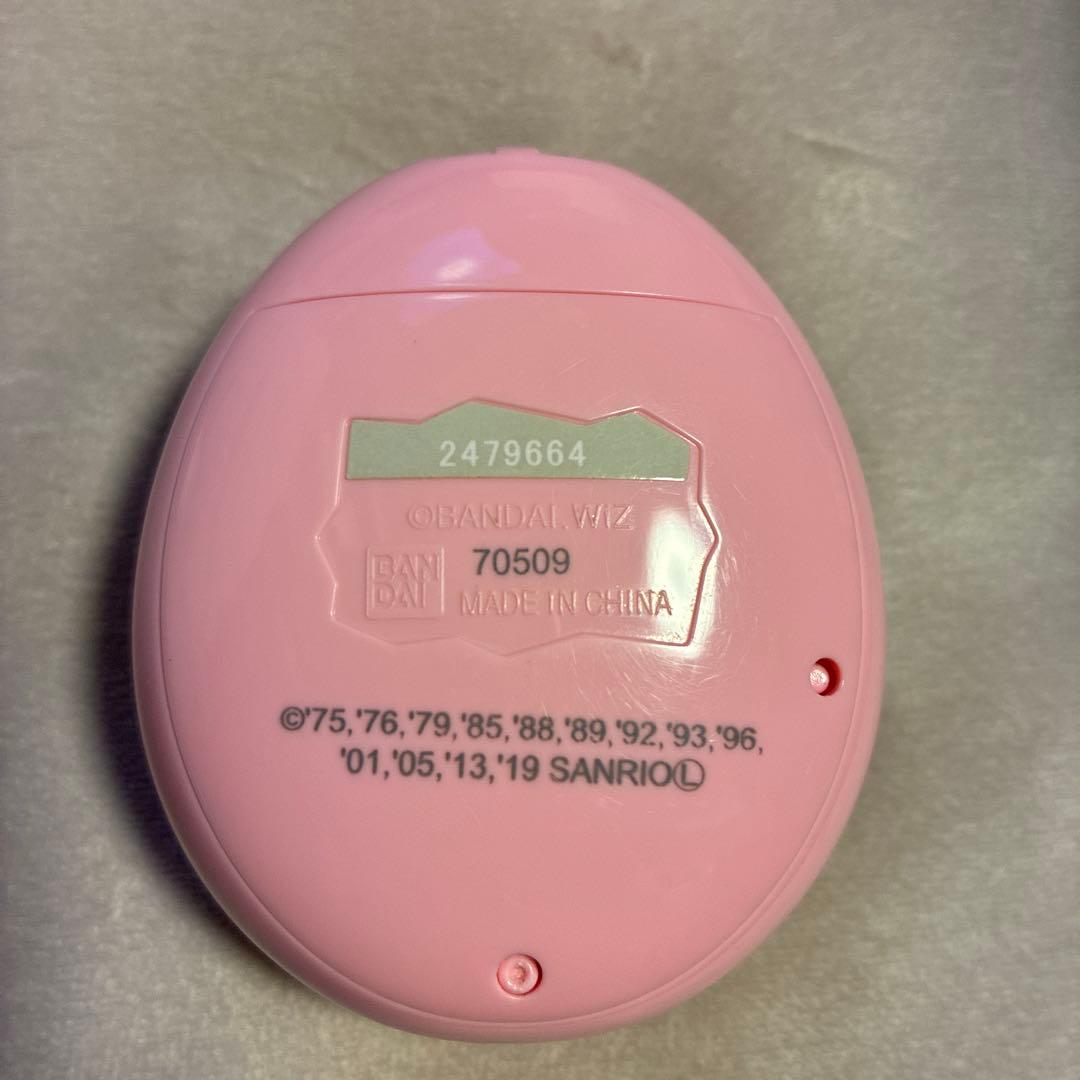 2479664
©BANDAI, WiZ
BAN
DAI
70509
MADE IN CHINA
©'75,'76,'79,'85,'88,'89,'92,'93,'96,
'01,'05,'13,'19 SANRIOⓁ